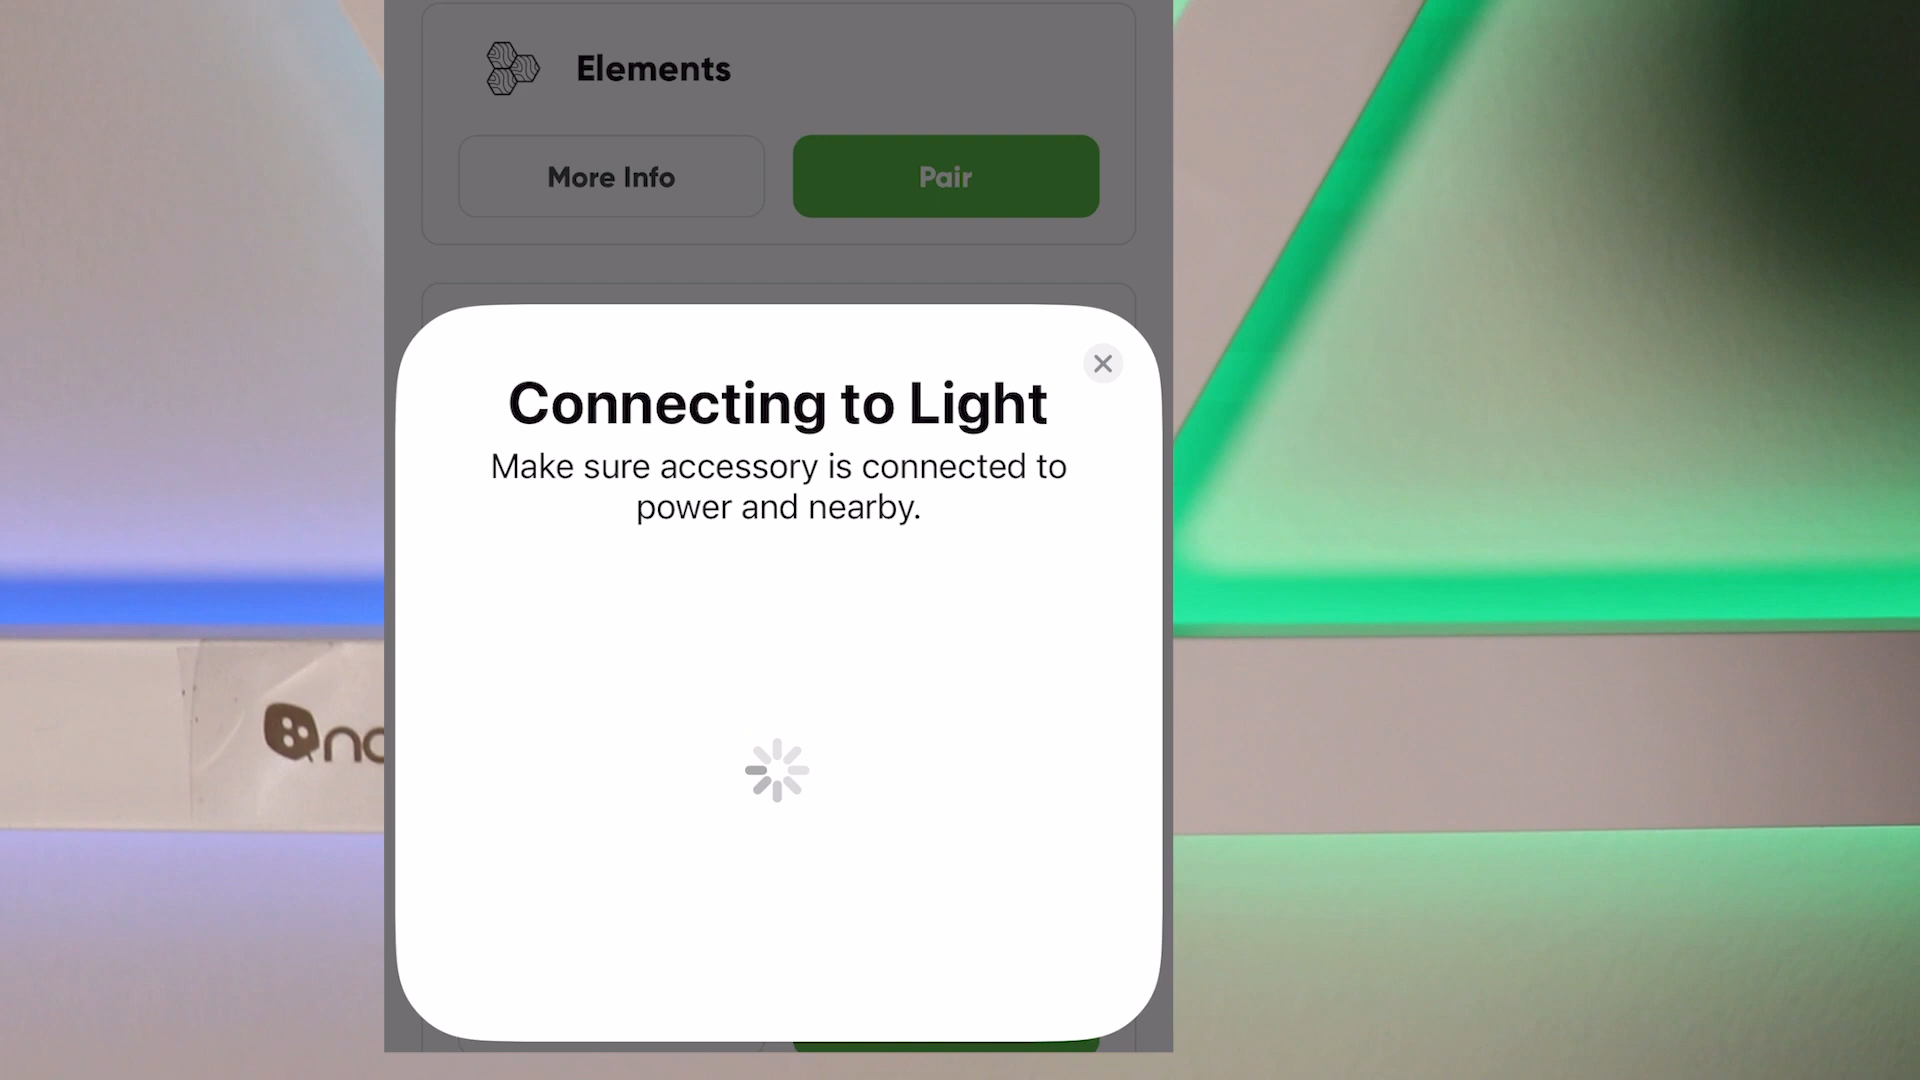 Elements
More Info
Pair
Connecting to Light
Make sure accessory is connected to
power and nearby.